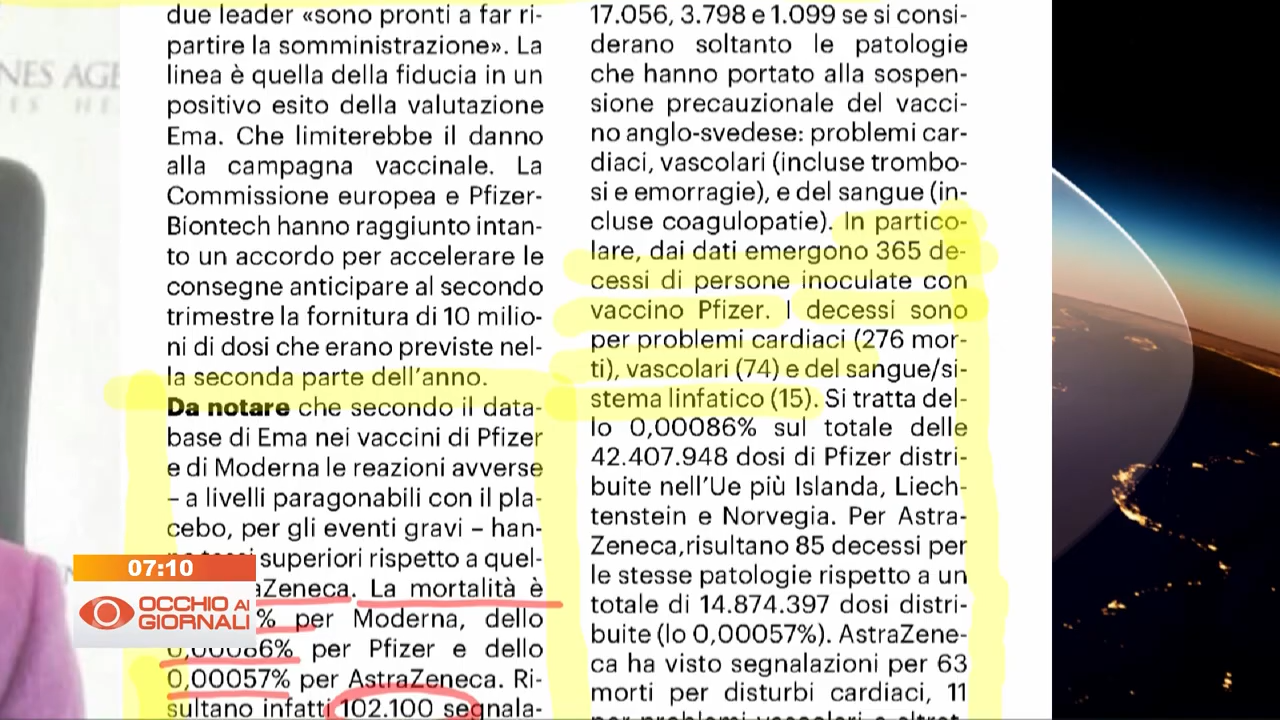 due leader «sono pronti a far ri-
partire la somministrazione». La
linea è quella della fiducia in un
positivo esito della valutazione
Ema. Che limiterebbe il danno
alla campagna vaccinale. La
Commissione europea e Pfizer-
Biontech hanno raggiunto intan-
to un accordo per accelerare le
consegne anticipare al secondo
trimestre la fornitura di 10 milio-
ni di dosi che erano previste nel-
la seconda parte dell'anno.
Da notare che secondo il data-
base di Ema nei vaccini di Pfizer
e di Moderna le reazioni avverse
– a livelli paragonabili con il pla-
cebo, per gli eventi gravi – han-
superiori rispetto a quel-
aZeneca. La mortalità è
% per Moderna, dello
0,00086% per Pfizer e dello
0,00057% per AstraZeneca. Ri-
sultano infatti 102.100 segnala-
17.056, 3.798 e 1.099 se si consi-
derano soltanto le patologie
che hanno portato alla sospen-
sione precauzionale del vacci-
no anglo-svedese: problemi car-
diaci, vascolari (incluse trombo-
si e emorragie), e del sangue (in-
cluse coagulopatie). In partico-
lare, dai dati emergono 365 de-
cessi di persone inoculate con
vaccino Pfizer. I decessi sono
per problemi cardiaci (276 mor-
ti), vascolari (74) e del sangue/si-
stema linfatico (15). Si tratta del-
lo 0,00086% sul totale delle
42.407.948 dosi di Pfizer distri-
buite nell'Ue più Islanda, Liech-
tenstein e Norvegia. Per Astra-
Zeneca,risultano 85 decessi per
le stesse patologie rispetto a un
totale di 14.874.397 dosi distri-
buite (lo 0,00057%). AstraZene-
ca ha visto segnalazioni per 63
morti per disturbi cardiaci, 11
07:10
OCCHIO AI
GIORNALI